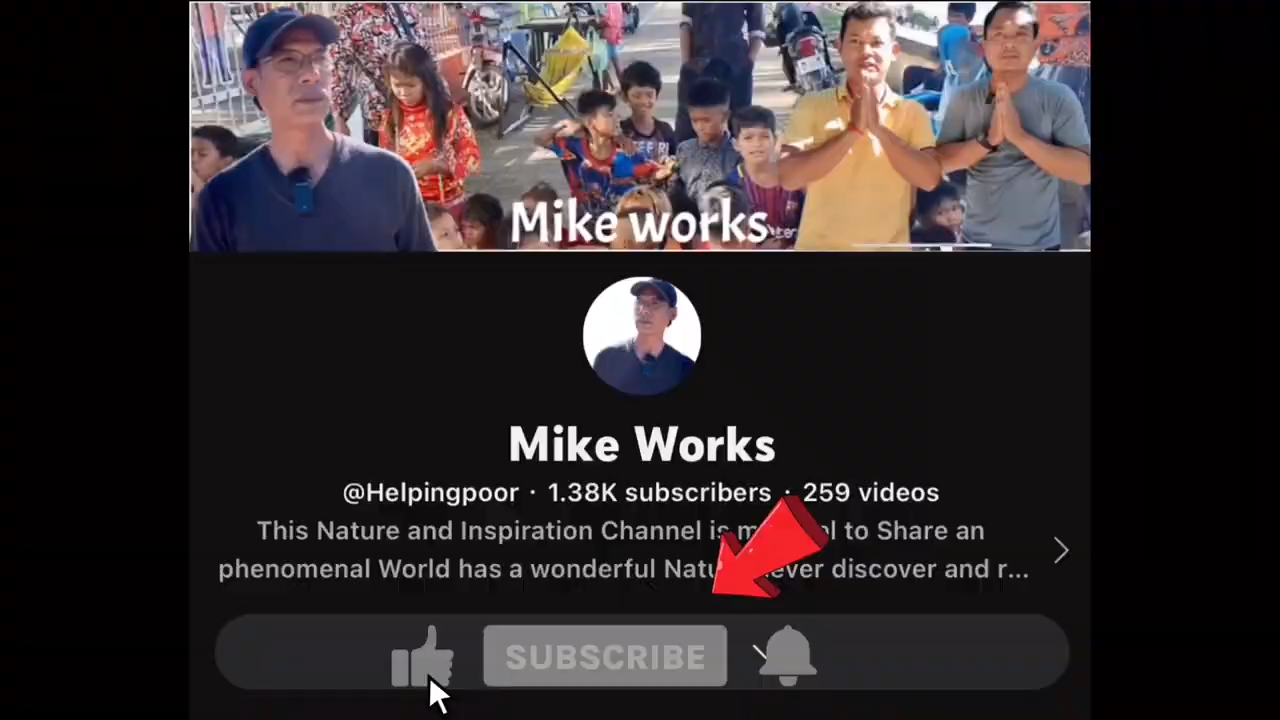 Mike works
Mike Works
@Helpingpoor · 1.38K subscribers · 259 videos
This Nature and Inspiration Channel is to Share an
phenomenal World has a wonderful discover and r...
SUBSCRIBE